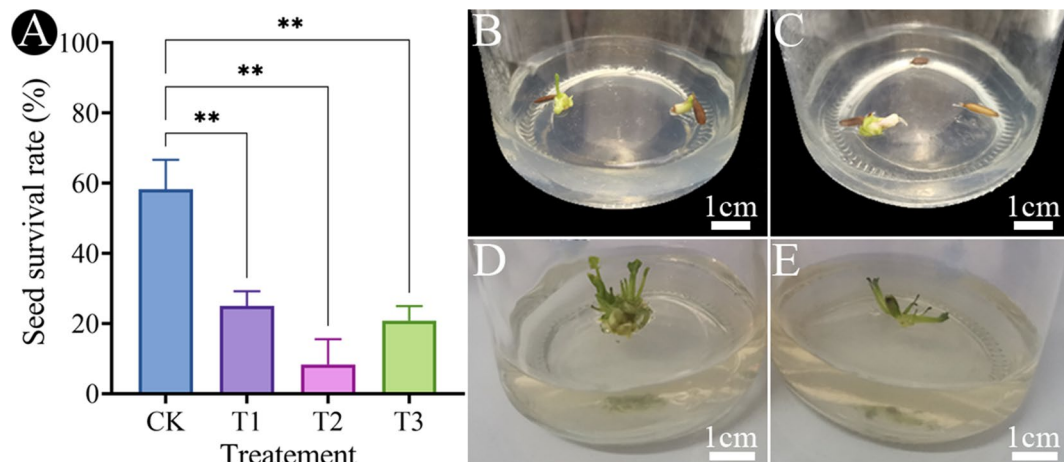 A
Seed survival rate (%)
100
80
60
40
20
0
**
**
**
CK T1 T2 T3
Treatement
B
1cm
C
1cm
D
1cm
E
1cm